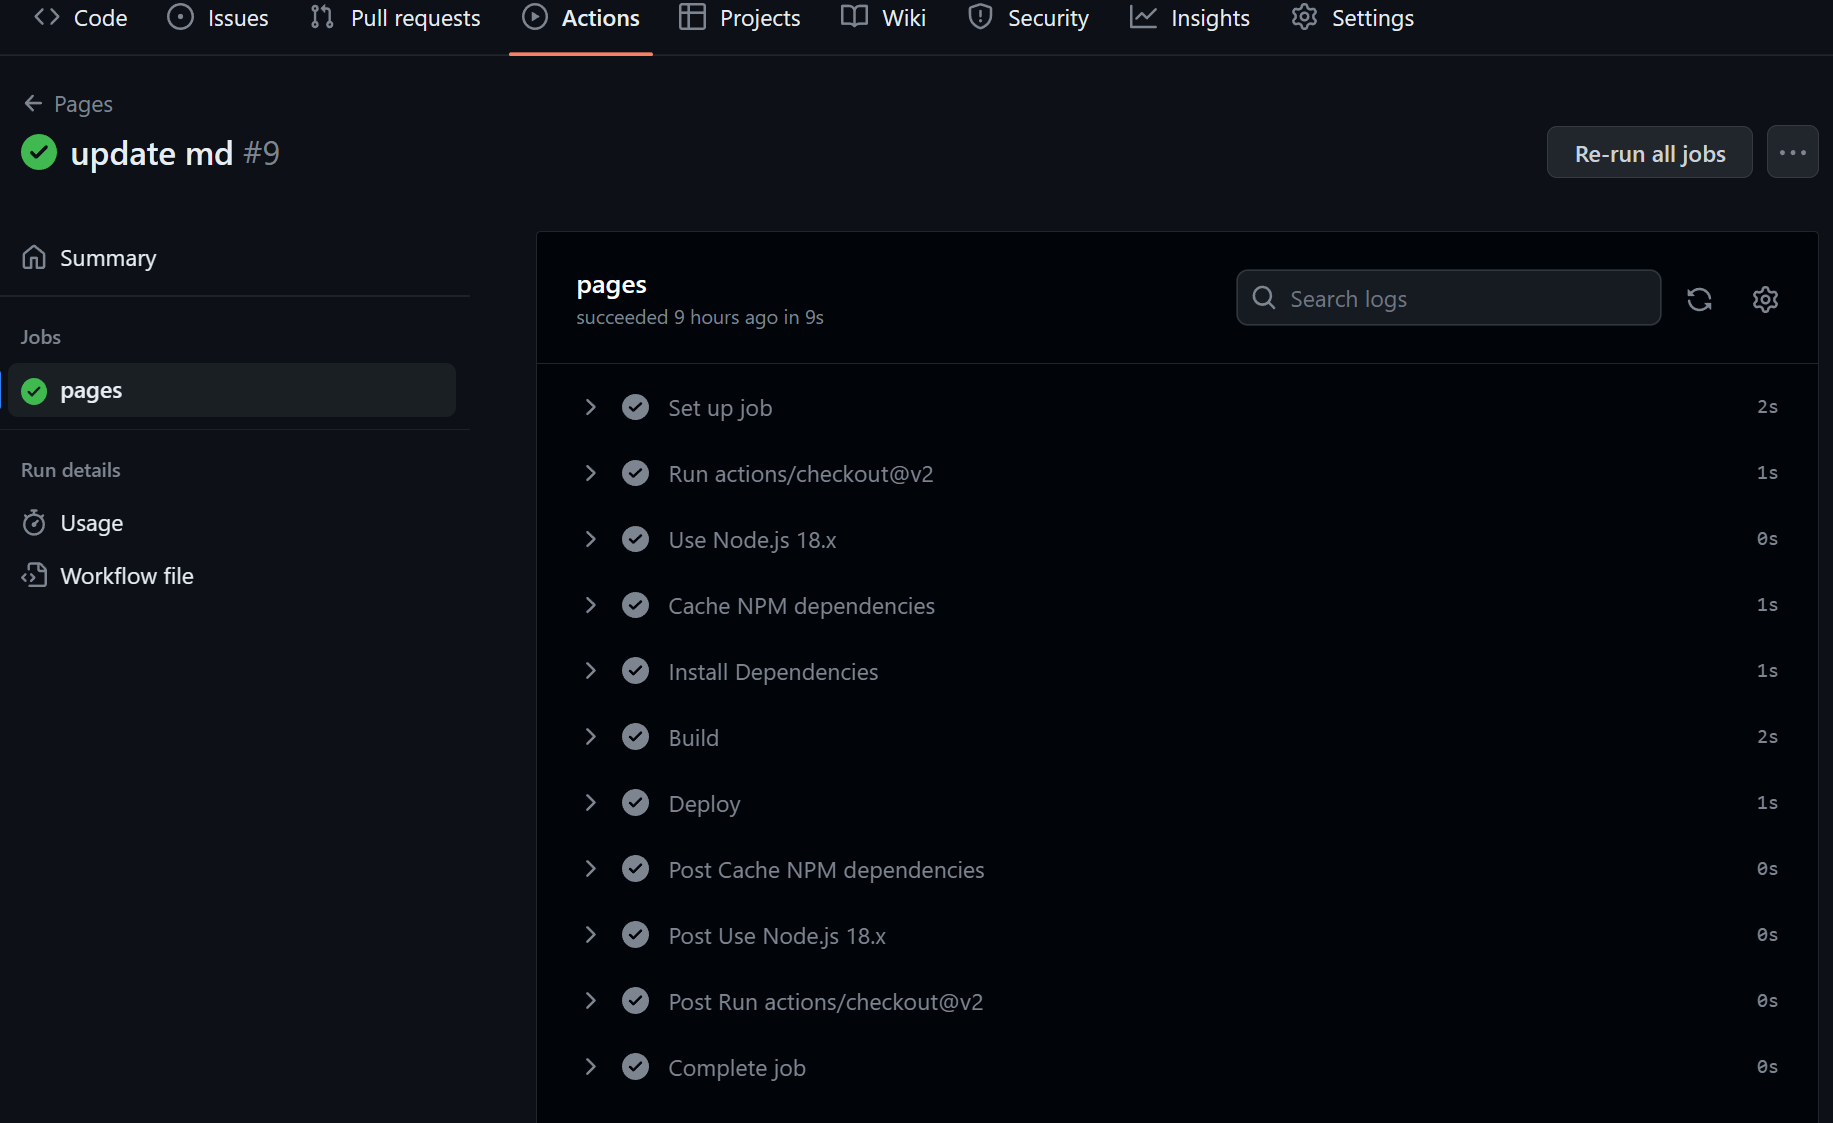 Code Issues Pull requests Actions Projects Wiki Security Insights Settings
Pages
update md #9
Re-run all jobs
Summary
Jobs
pages
Run details
Usage
Workflow file
pages
succeeded 9 hours ago in 9s
Search logs
Set up job 2s
Run actions/checkout@v2 1s
Use Node.js 18.x 0s
Cache NPM dependencies 1s
Install Dependencies 1s
Build 2s
Deploy 1s
Post Cache NPM dependencies 0s
Post Use Node.js 18.x 0s
Post Run actions/checkout@v2 0s
Complete job 0s